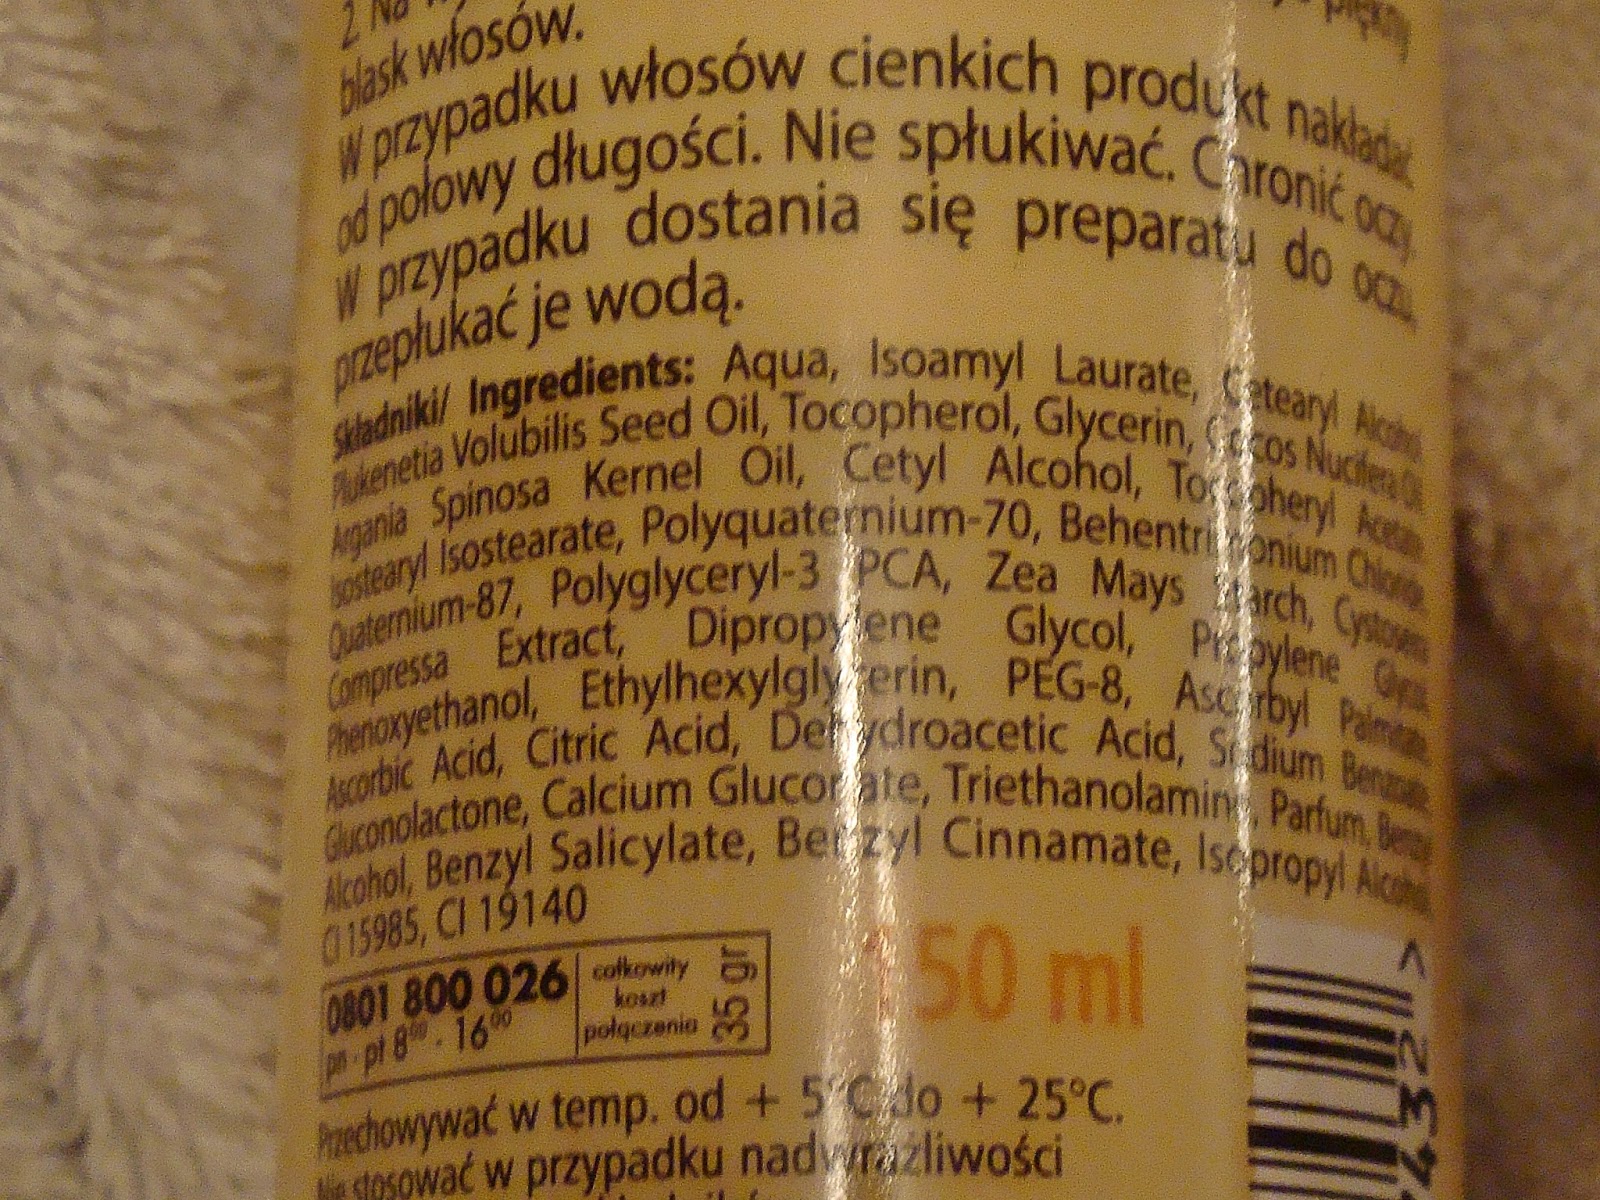 2 Na
piękny
blask włosów.
W przypadku włosów cienkich produkt nakładać
od połowy długości. Nie spłukiwać. Chronić oczy.
W przypadku dostania się preparatu do oczu,
przepłukać je wodą.
Składniki/ Ingredients: Aqua, Isoamyl Laurate, Cetearyl Alcohol,
Plukenetia Volubilis Seed Oil, Tocopherol, Glycerin, Cocos Nucifera Oil,
Argania Spinosa Kernel Oil, Cetyl Alcohol, Tocopheryl Acetate,
Isostearyl Isostearate, Polyquaternium-70, Behentrimonium Chloride,
Quaternium-87, Polyglyceryl-3 PCA, Zea Mays Starch, Cystoseira
Compressa Extract, Dipropylene Glycol, Propylene Glycol,
Phenoxyethanol, Ethylhexylglycerin, PEG-8, Ascorbyl Palmitate,
Ascorbic Acid, Citric Acid, Dehydroacetic Acid, Sodium Benzoate,
Gluconolactone, Calcium Gluconate, Triethanolamine, Parfum, Benzyl
Alcohol, Benzyl Salicylate, Benzyl Cinnamate, Isopropyl Alcohol,
CI 15985, CI 19140
0801 800 026
pn - pt 8⁰⁰ - 16⁰⁰
całkowity
koszt
połączenia
35 gr
150 ml
4432 >
Przechowywać w temp. od + 5°C do + 25°C.
Nie stosować w przypadku nadwrażliwości